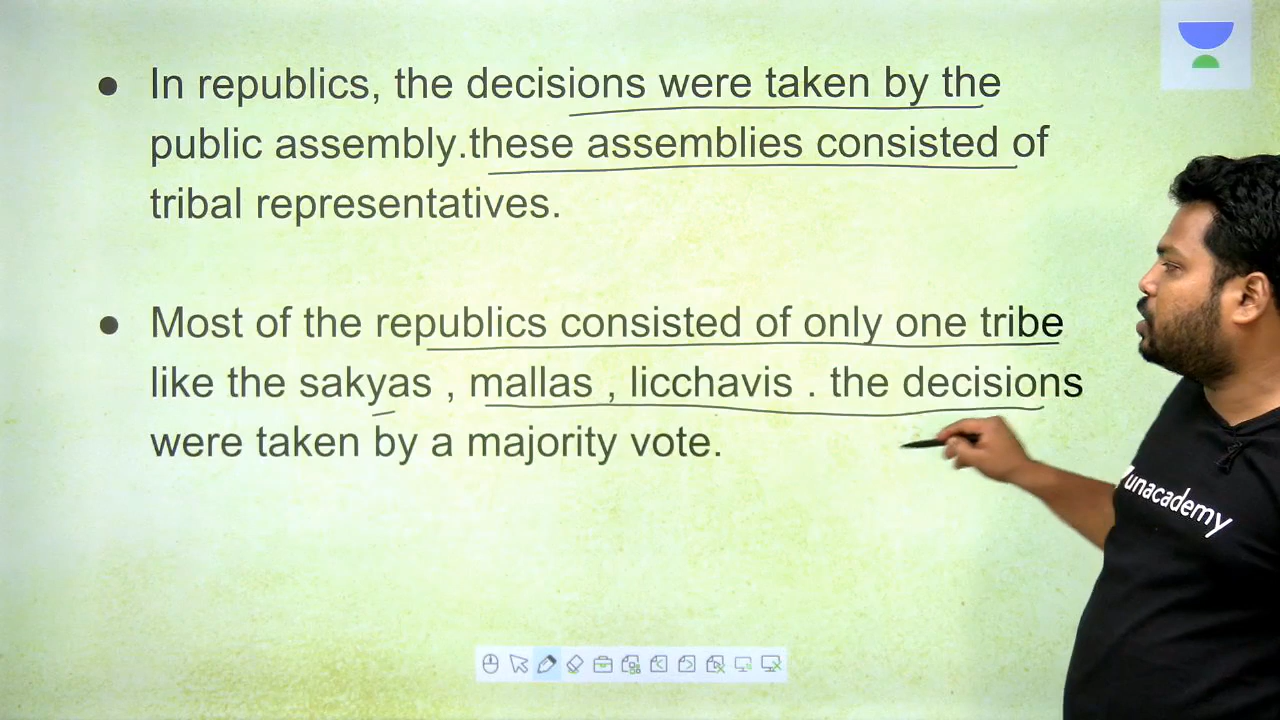 In republics, the decisions were taken by the
public assembly.these assemblies consisted of
tribal representatives.
Most of the republics consisted of only one tribe
like the sakyas , mallas , licchavis . the decisions
were taken by a majority vote.
unacademy